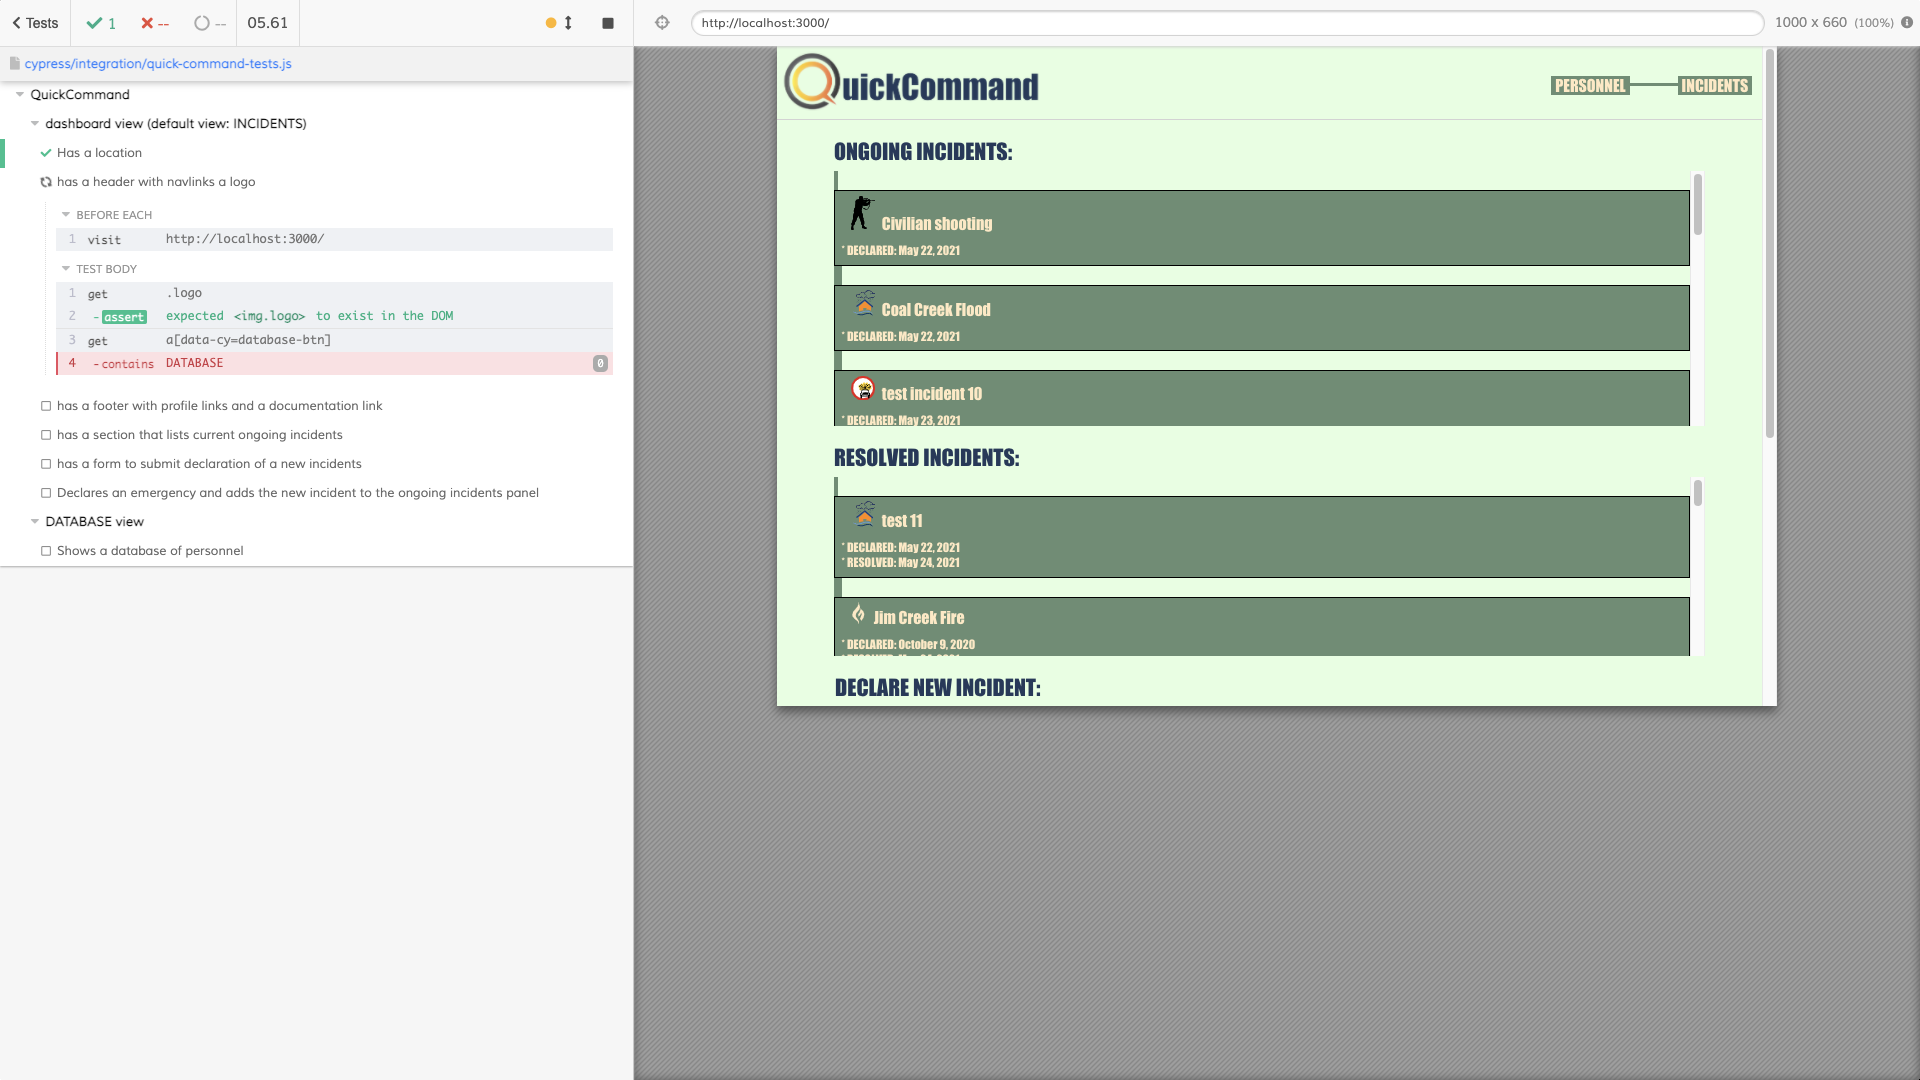 Tests
1
--
--
05.61
http://localhost:3000/
1000 x 660 (100%)
cypress/integration/quick-command-tests.js
QuickCommand
dashboard view (default view: INCIDENTS)
Has a location
has a header with navlinks a logo
BEFORE EACH
1 visit http://localhost:3000/
TEST BODY
1 get .logo
2 -assert expected <img.logo> to exist in the DOM
3 get a[data-cy=database-btn]
4 -contains DATABASE 0
has a footer with profile links and a documentation link
has a section that lists current ongoing incidents
has a form to submit declaration of a new incidents
Declares an emergency and adds the new incident to the ongoing incidents panel
DATABASE view
Shows a database of personnel
QuickCommand
PERSONNEL
INCIDENTS
ONGOING INCIDENTS:
Civilian shooting
* DECLARED: May 22, 2021
Coal Creek Flood
* DECLARED: May 22, 2021
test incident 10
* DECLARED: May 23, 2021
RESOLVED INCIDENTS:
test 11
* DECLARED: May 22, 2021
* RESOLVED: May 24, 2021
Jim Creek Fire
* DECLARED: October 9, 2020
DECLARE NEW INCIDENT: